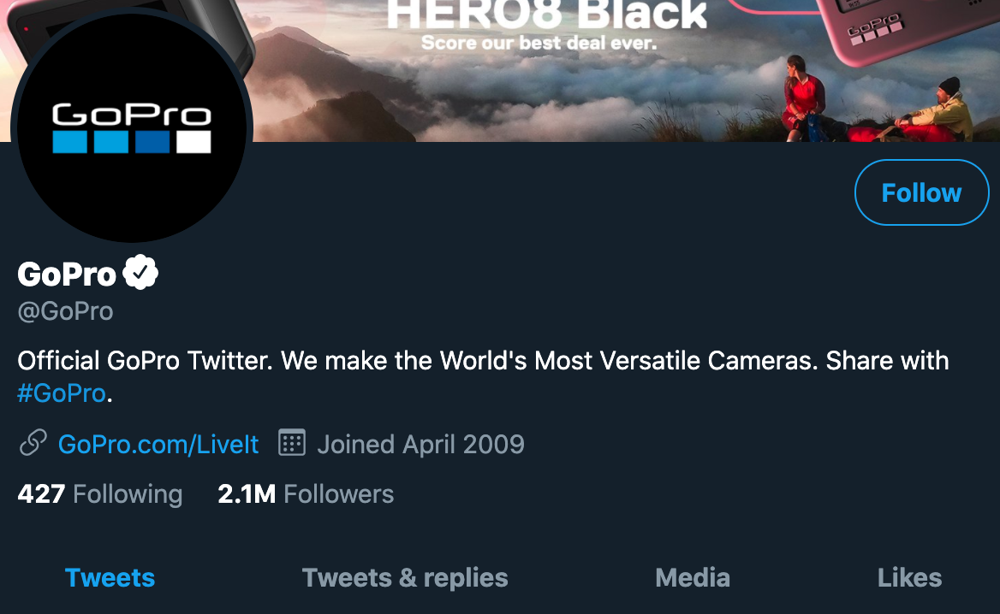 HERO8 Black
Score our best deal ever.
GoPro
GoPro
Follow
GoPro
@GoPro
Official GoPro Twitter. We make the World's Most Versatile Cameras. Share with
#GoPro.
GoPro.com/LiveIt Joined April 2009
427 Following 2.1M Followers
Tweets Tweets & replies Media Likes